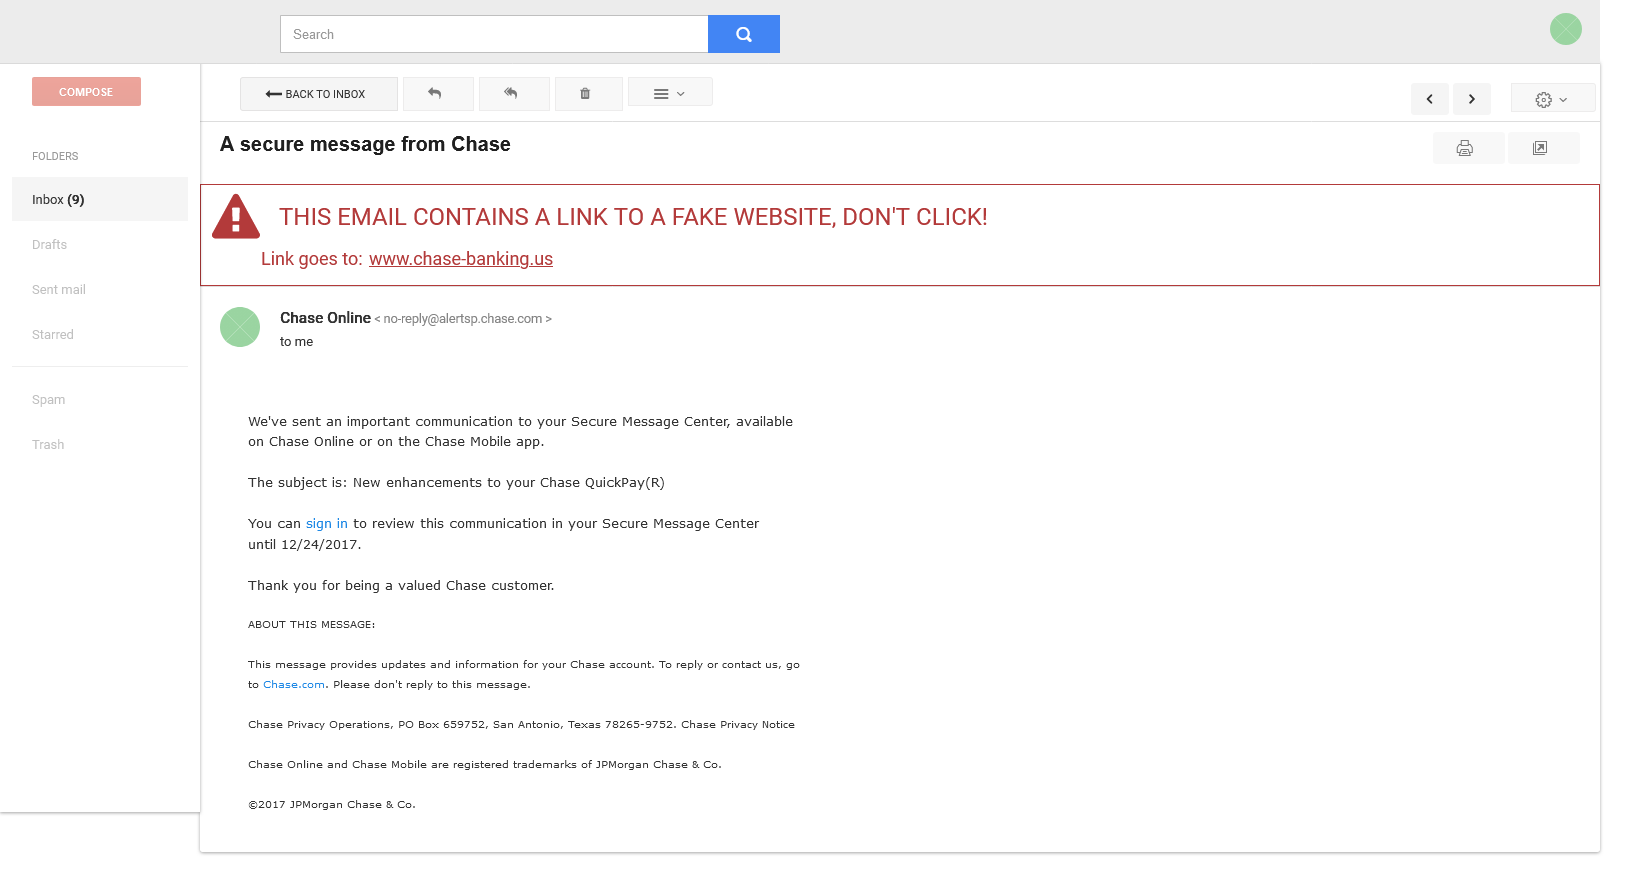 Search
COMPOSE
BACK TO INBOX
FOLDERS
Inbox (9)
Drafts
Sent mail
Starred
Spam
Trash
A secure message from Chase
THIS EMAIL CONTAINS A LINK TO A FAKE WEBSITE, DON'T CLICK!
Link goes to: www.chase-banking.us
Chase Online < no-reply@alertsp.chase.com >
to me
We've sent an important communication to your Secure Message Center, available
on Chase Online or on the Chase Mobile app.
The subject is: New enhancements to your Chase QuickPay(R)
You can sign in to review this communication in your Secure Message Center
until 12/24/2017.
Thank you for being a valued Chase customer.
ABOUT THIS MESSAGE:
This message provides updates and information for your Chase account. To reply or contact us, go
to Chase.com. Please don't reply to this message.
Chase Privacy Operations, PO Box 659752, San Antonio, Texas 78265-9752. Chase Privacy Notice
Chase Online and Chase Mobile are registered trademarks of JPMorgan Chase & Co.
©2017 JPMorgan Chase & Co.